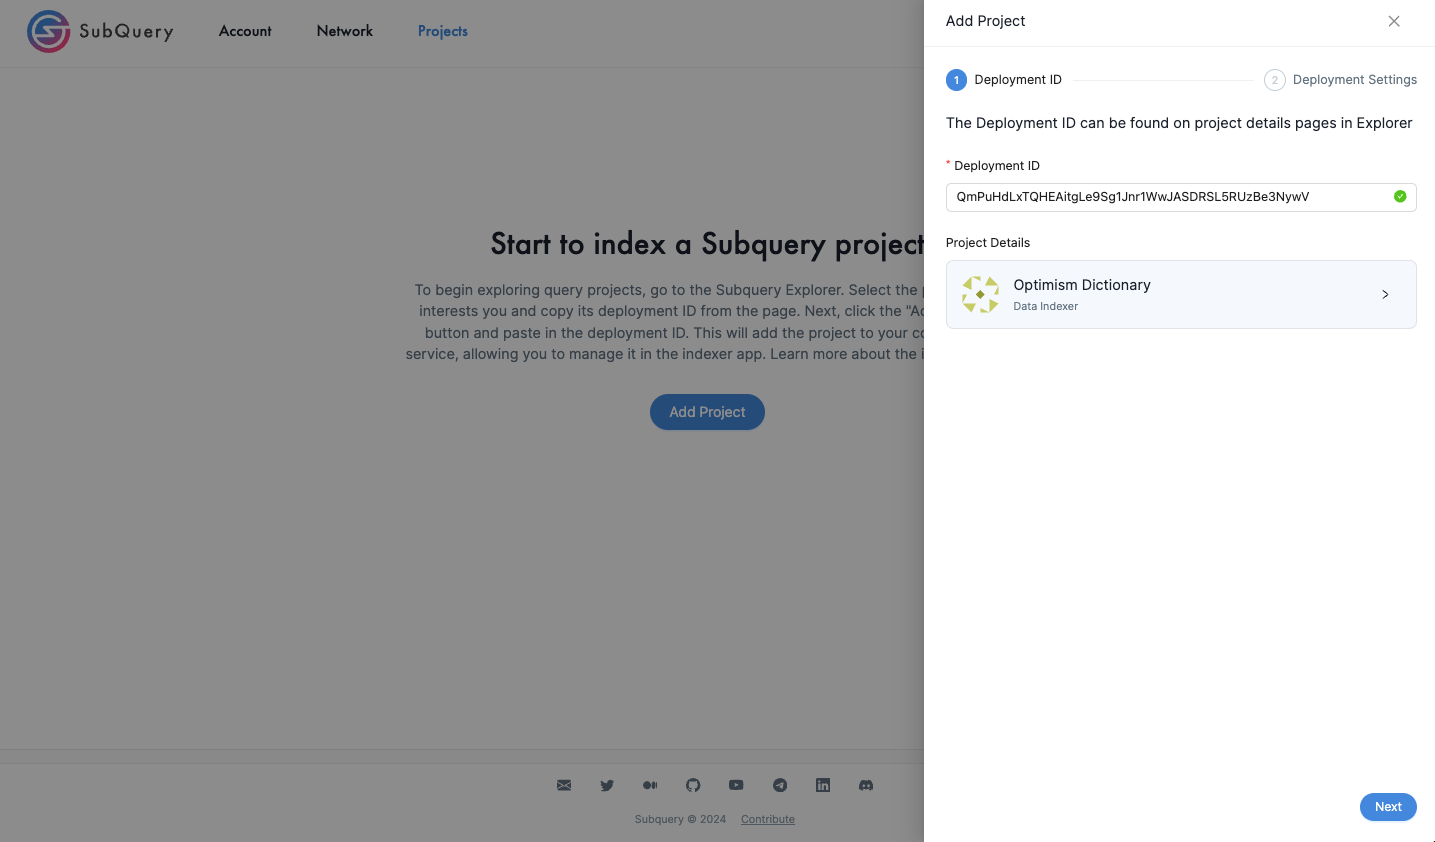 SubQuery
Account
Network
Projects
Start to index a Subquery project
To begin exploring query projects, go to the Subquery Explorer. Select the
interests you and copy its deployment ID from the page. Next, click the
button and paste in the deployment ID. This will add the project to your
service, allowing you to manage it in the indexer app. Learn more about the
Add Project
Subquery © 2024
Contribute
Add Project
1
Deployment ID
2
Deployment Settings
The Deployment ID can be found on project details pages in Explorer
* Deployment ID
QmPuHdLxTQHEAitgLe9Sg1Jnr1WwJASDRSL5RUzBe3NywV
Project Details
Optimism Dictionary
Data Indexer
Next